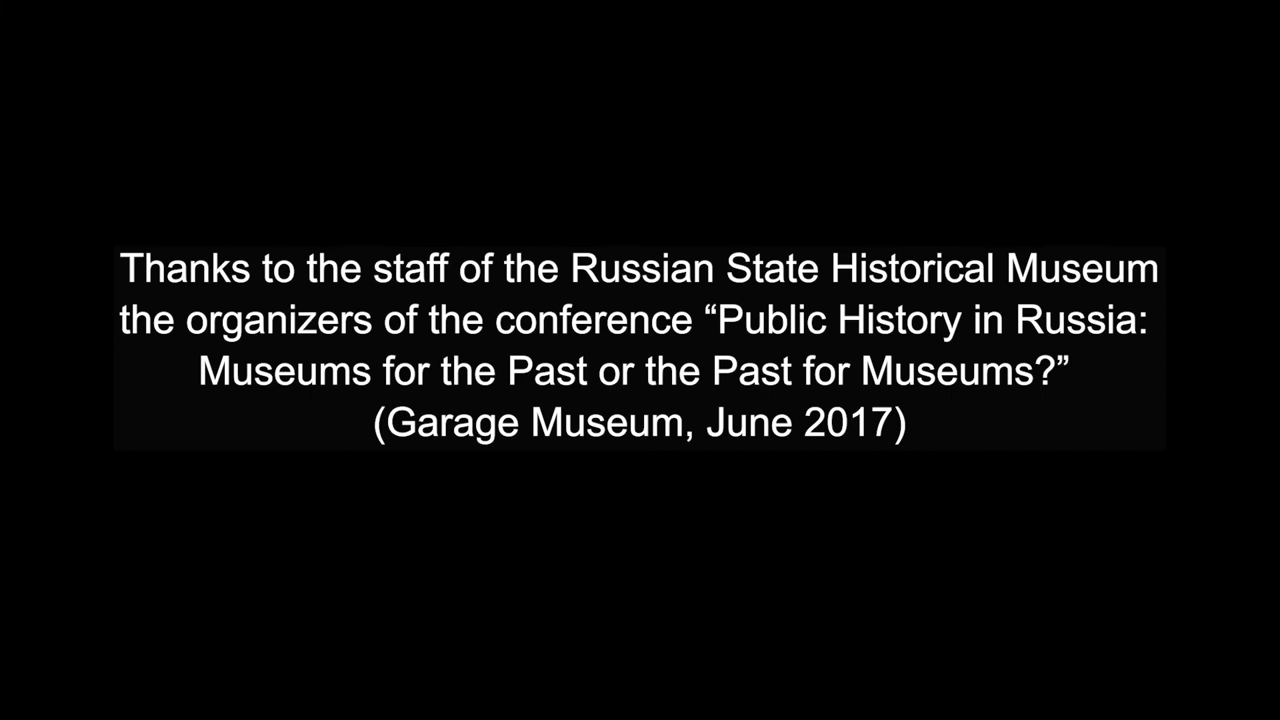 Thanks to the staff of the Russian State Historical Museum
the organizers of the conference “Public History in Russia:
Museums for the Past or the Past for Museums?”
(Garage Museum, June 2017)